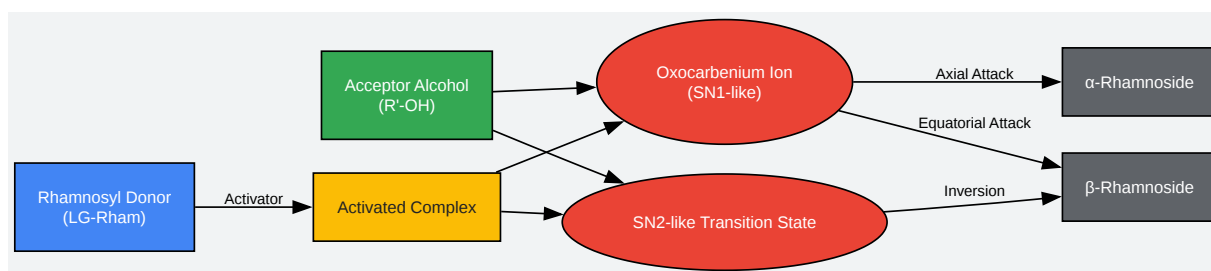 Rhamnosyl Donor
(LG-Rham)
Activator
Acceptor Alcohol
(R'-OH)
Activated Complex
Oxocarbenium Ion
(SN1-like)
SN2-like Transition State
Axial Attack
Equatorial Attack
Inversion
α-Rhamnoside
β-Rhamnoside